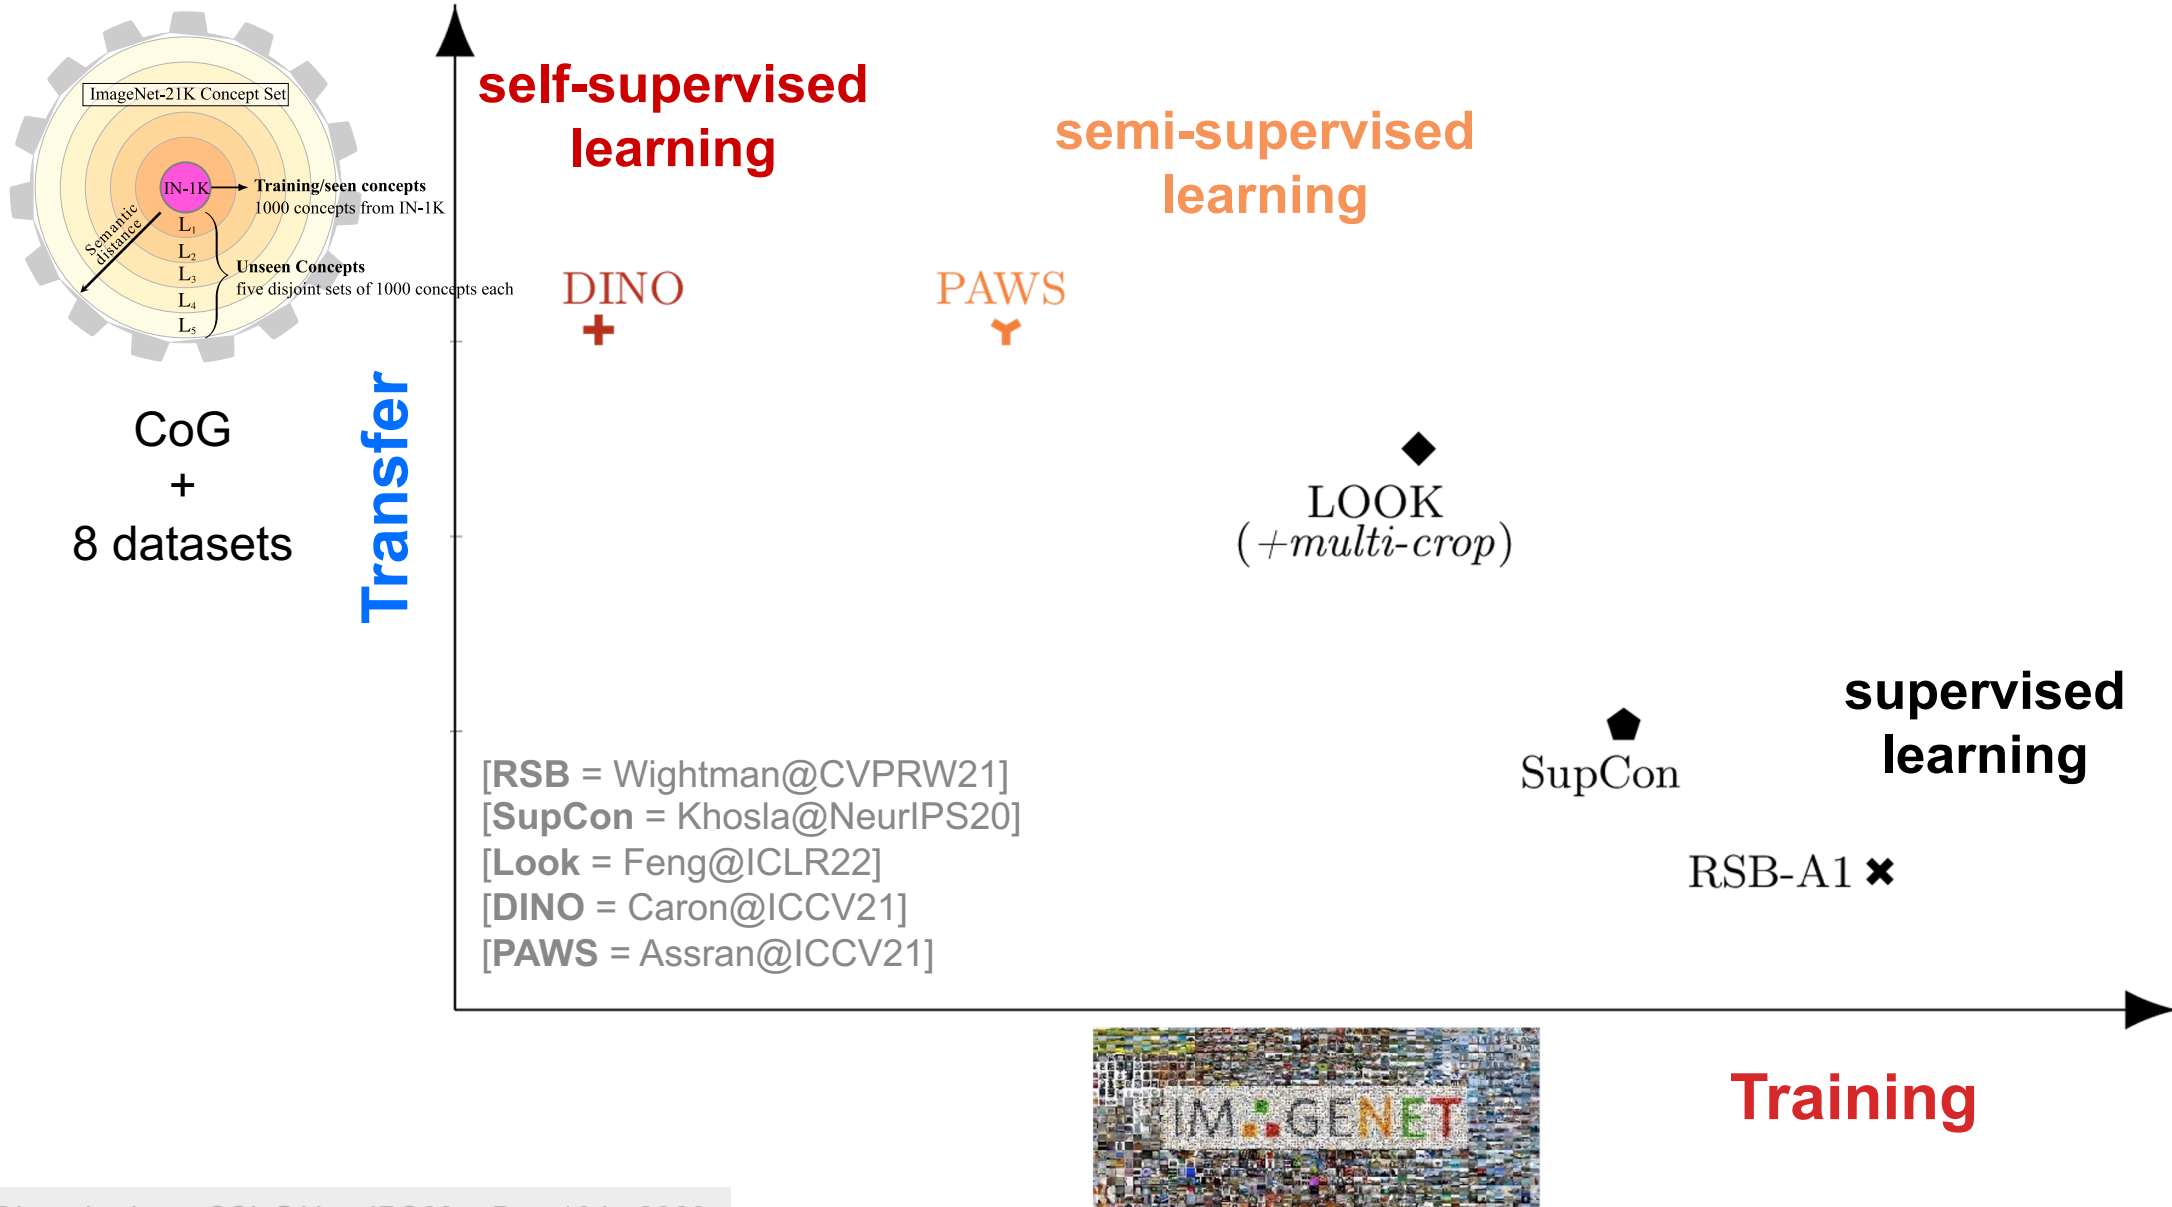 ImageNet-21K Concept Set
IN-1K
Training/seen concepts
1000 concepts from IN-1K
Semantic
distance
L1
L2
L3
L4
L5
Unseen Concepts
five disjoint sets of 1000 concepts each
CoG
+
8 datasets
Transfer
self-supervised
learning
semi-supervised
learning
DINO
PAWS
LOOK
(+multi-crop)
supervised
learning
SupCon
RSB-A1
[RSB = Wightman@CVPRW21]
[SupCon = Khosla@NeurIPS20]
[Look = Feng@ICLR22]
[DINO = Caron@ICCV21]
[PAWS = Assran@ICCV21]
IMAGENET
Training